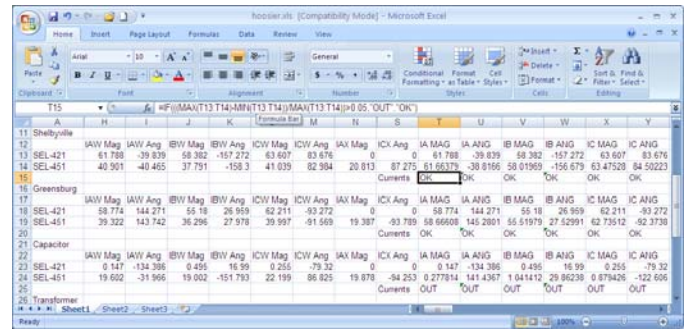 hoosier.xls [Compatibility Mode] - Microsoft Excel
Home Insert Page Layout Formulas Data Review View
Paste
Arial 10 A A General Conditional Formatting Format as Table Cell Styles Insert Delete Format Sort & Filter Find & Select
B I U $ % ,
Clipboard Font Alignment Number Styles Cells Editing
T15 fx =IF(((MAX(T13:T14)-MIN(T13:T14))/MAX(T13:T14))>0.05,"OUT","OK")
Formula Bar
A H I J K M N S T U V W X Y
11 Shelbyville
12 IAW Mag IAW Ang IBW Mag IBW Ang ICW Mag ICW Ang IAX Mag ICX Ang IA MAG IA ANG IB MAG IB ANG IC MAG IC ANG
13 SEL-421 61.788 -39.839 58.382 -157.272 63.607 83.676 0 0 61.788 -39.839 58.382 -157.272 63.607 83.676
14 SEL-451 40.901 -40.465 37.791 -158.3 41.039 82.984 20.813 87.275 61.66379 -38.8166 58.01969 -156.679 63.47528 84.50223
15 Currents OK OK OK OK OK OK
16 Greensburg
17 IAW Mag IAW Ang IBW Mag IBW Ang ICW Mag ICW Ang IAX Mag ICX Ang IA MAG IA ANG IB MAG IB ANG IC MAG IC ANG
18 SEL-421 58.774 144.271 55.18 26.959 62.211 -93.272 0 0 58.774 144.271 55.18 26.959 62.211 -93.272
19 SEL-451 39.322 143.742 36.296 27.978 39.997 -91.569 19.387 -93.789 58.66608 145.2801 55.51979 27.52991 62.73512 -92.3738
20 Currents OK OK OK OK OK OK
21 Capacitor
22 IAW Mag IAW Ang IBW Mag IBW Ang ICW Mag ICW Ang IAX Mag ICX Ang IA MAG IA ANG IB MAG IB ANG IC MAG IC ANG
23 SEL-421 0.147 -134.386 0.495 16.99 0.255 -79.32 0 0 0.147 -134.386 0.495 16.99 0.255 -79.32
24 SEL-451 19.602 -31.966 19.002 -151.793 22.199 86.825 19.878 -94.253 0.277814 141.4367 1.041412 29.86238 0.879426 -122.606
25 Currents OUT OUT OUT OUT OUT OUT
26 Transformer
Sheet1 Sheet2 Sheet3
Ready 100%